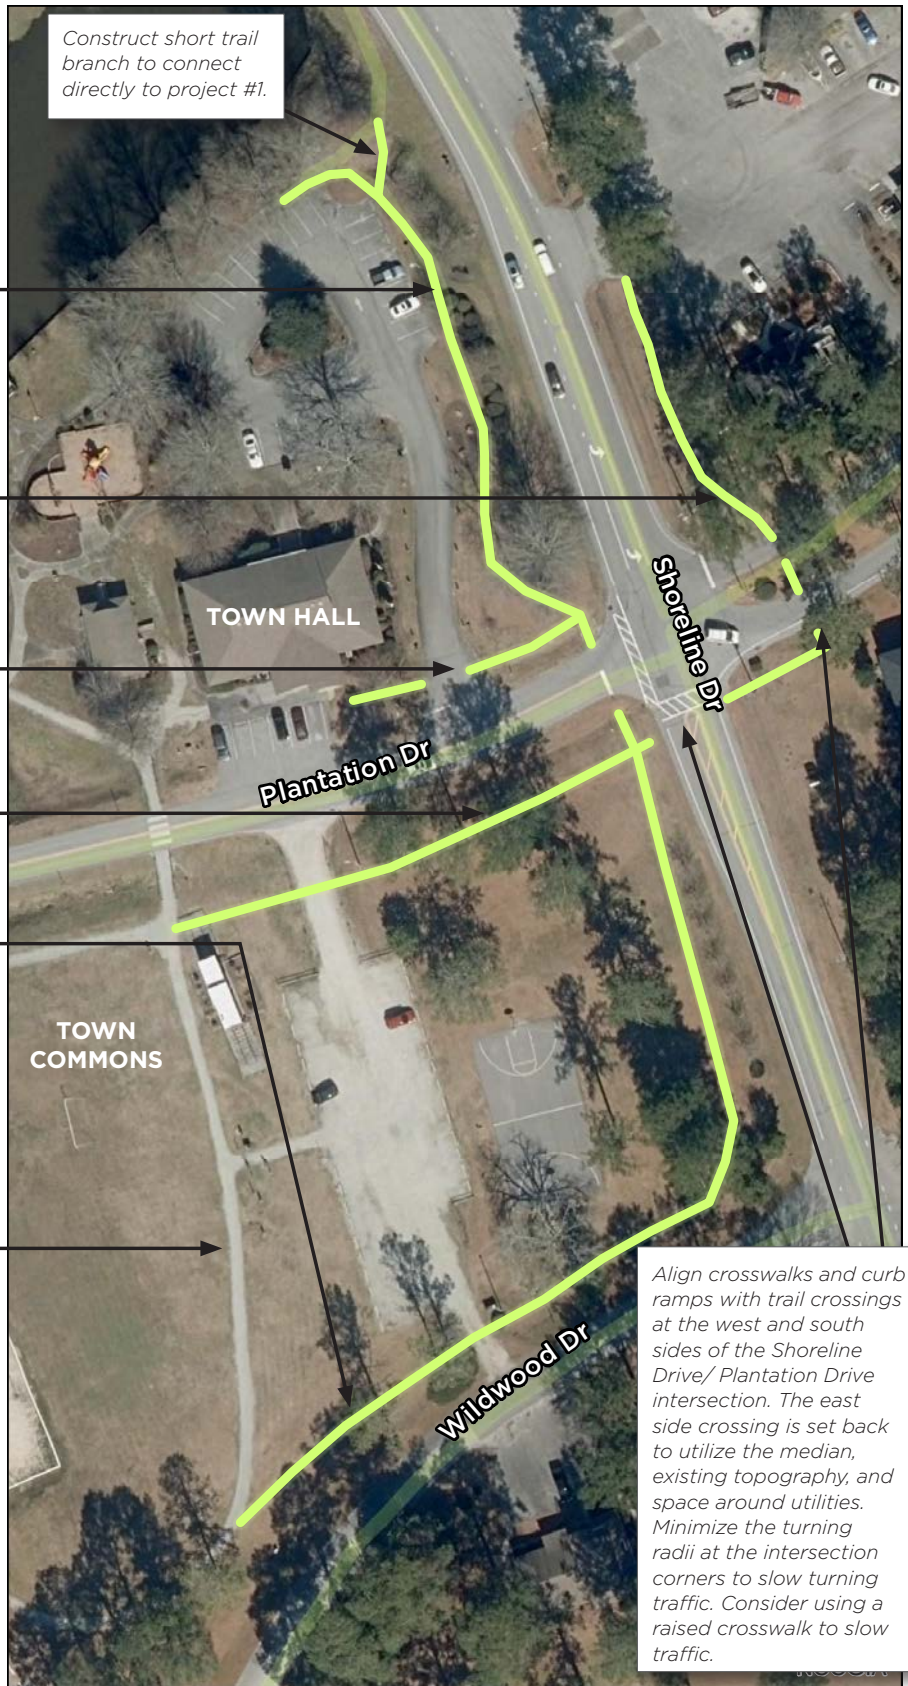 Construct short trail
branch to connect
directly to project #1.
TOWN HALL
Shoreline Dr
Plantation Dr
TOWN
COMMONS
Wildwood Dr
Align crosswalks and curb
ramps with trail crossings
at the west and south
sides of the Shoreline
Drive/ Plantation Drive
intersection. The east
side crossing is set back
to utilize the median,
existing topography, and
space around utilities.
Minimize the turning
radii at the intersection
corners to slow turning
traffic. Consider using a
raised crosswalk to slow
traffic.